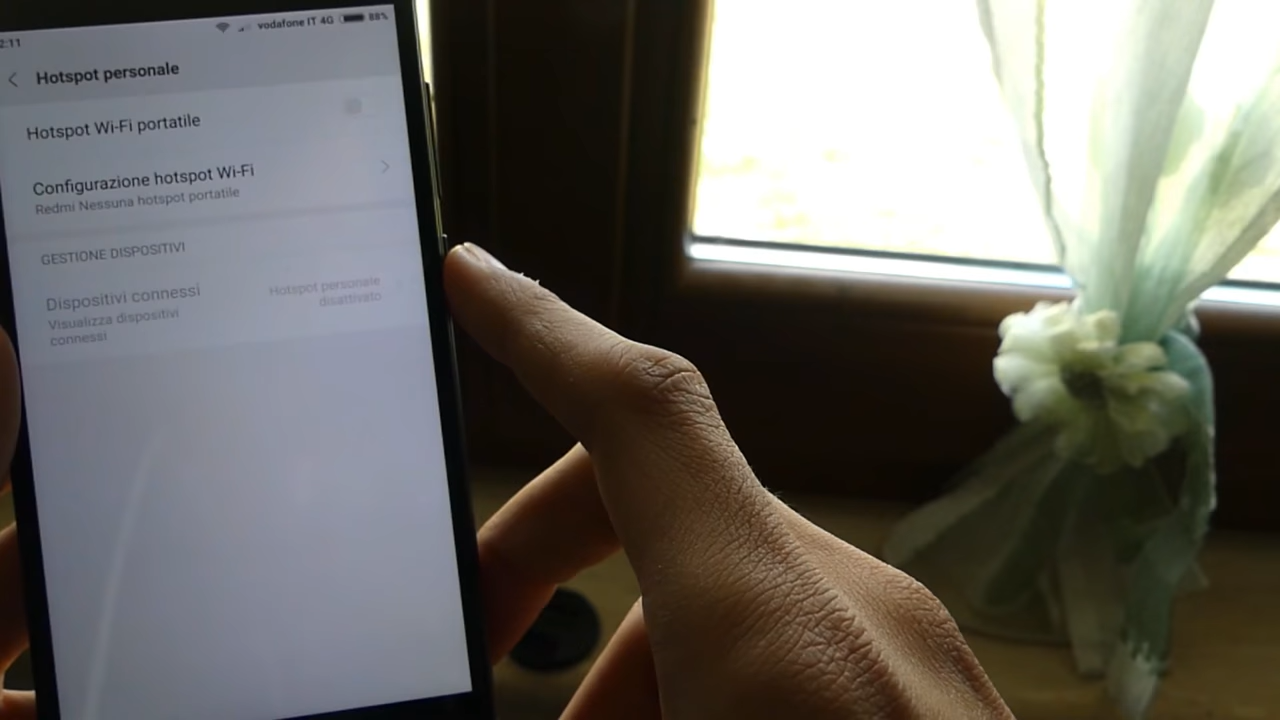 2:11 vodafone IT 4G 88%
Hotspot personale
Hotspot Wi-Fi portatile
Configurazione hotspot Wi-Fi
Redmi Nessuna hotspot portatile
GESTIONE DISPOSITIVI
Dispositivi connessi
Visualizza dispositivi
connessi
Hotspot personale
disattivato